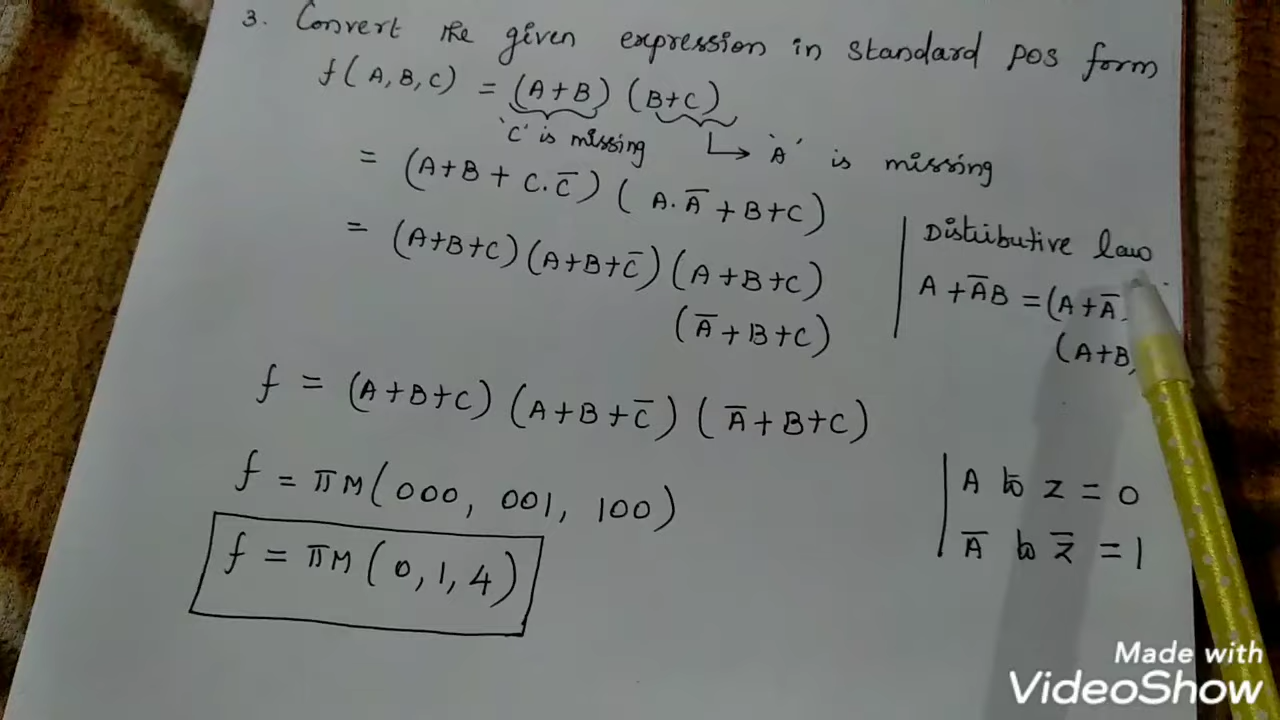 3. Convert the given expression in standard POS form
f(A,B,C) = (A+B) (B+C)
'C' is missing → 'A' is missing
= (A+B + C.C̅) ( A.A̅ + B+C)
= (A+B+C) (A+B+C̅) (A+B+C)
(A̅+B+C)
Distributive law
A + A̅B = (A+A̅
(A+B
f = (A+B+C) (A+B+C̅) ( A̅+B+C)
f = πM(000, 001, 100)
f = πM(0,1,4)
A to z = 0
A̅ to z̅ = 1
Made with
VideoShow